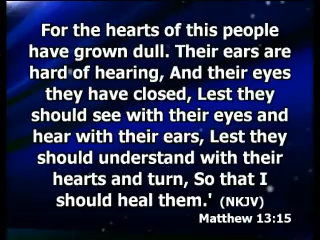 For the hearts of this people
have grown dull. Their ears are
hard of hearing, And their eyes
they have closed, Lest they
should see with their eyes and
hear with their ears, Lest they
should understand with their
hearts and turn, So that I
should heal them.' (NKJV)
Matthew 13:15